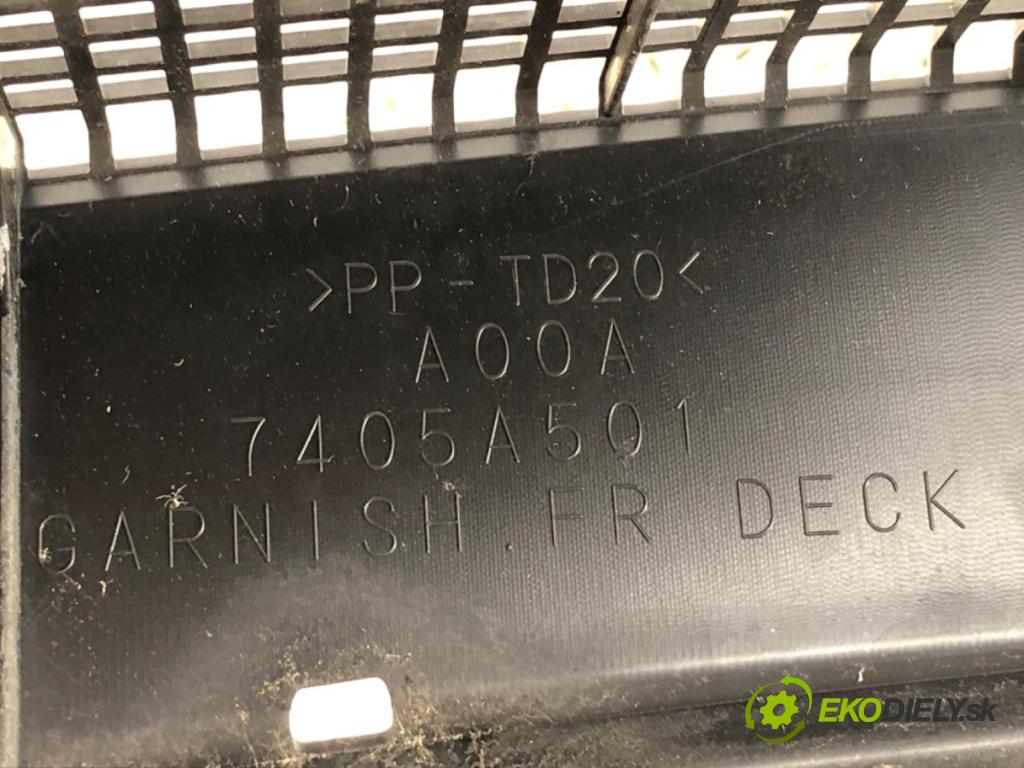 >PP-TD20<
A00A
7405A501
GARNISH.FR DECK
EKODIELY.sk